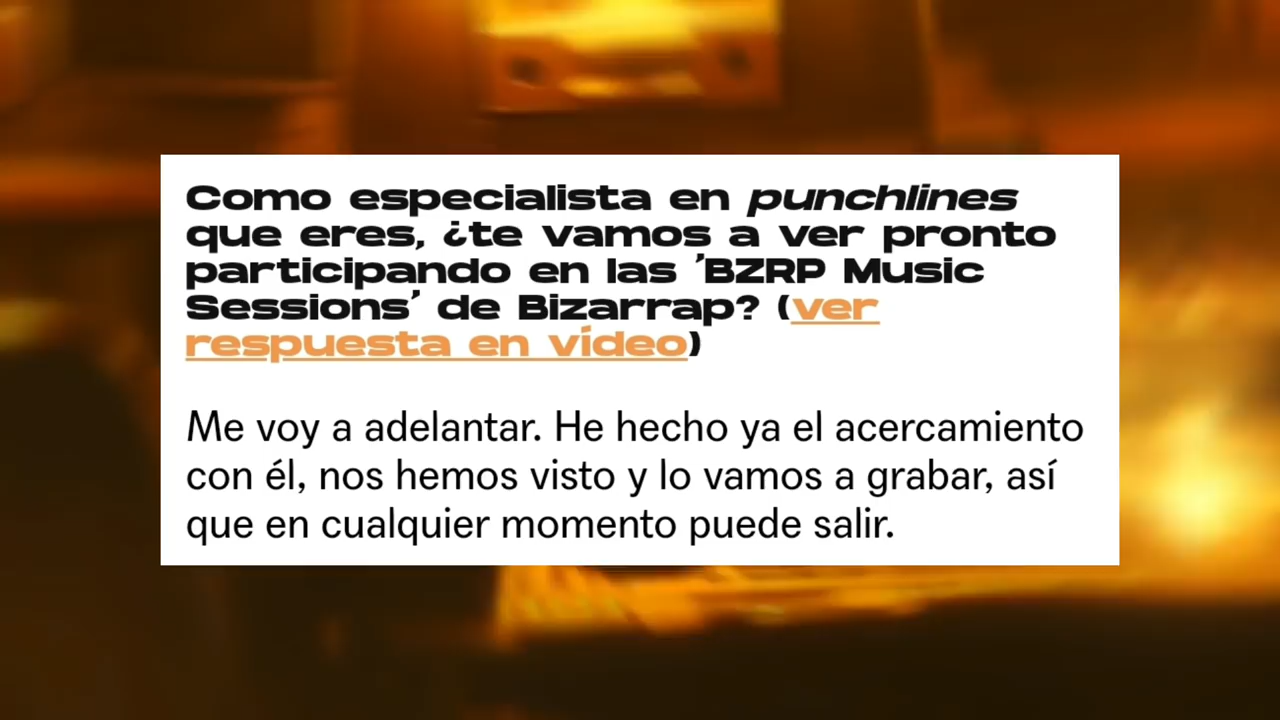 Como especialista en punchlines
que eres, ¿te vamos a ver pronto
participando en las ‘BZRP Music
Sessions’ de Bizarrap? (ver
respuesta en vídeo)
Me voy a adelantar. He hecho ya el acercamiento
con él, nos hemos visto y lo vamos a grabar, así
que en cualquier momento puede salir.